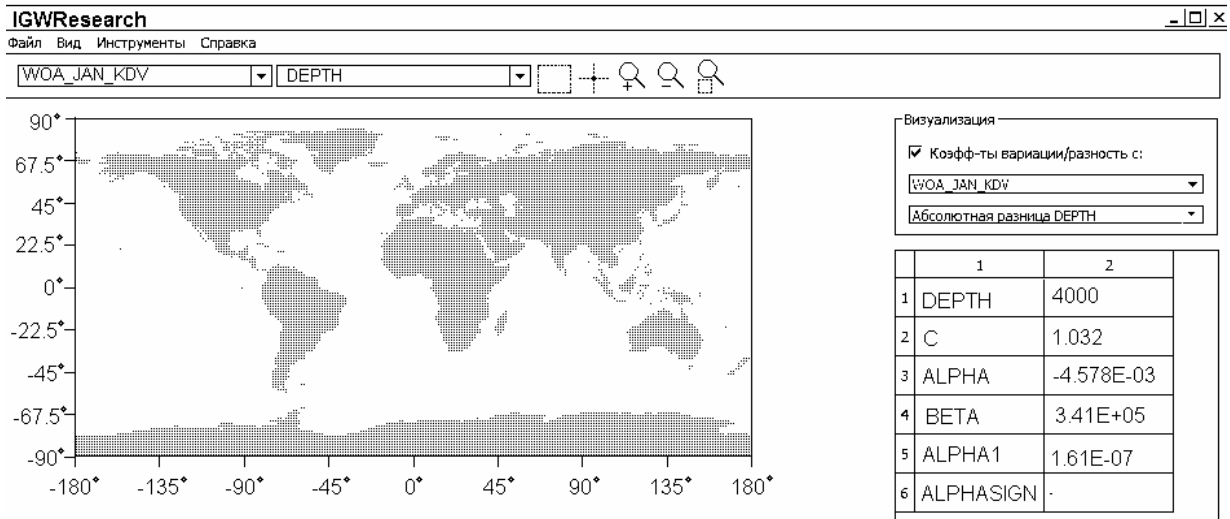 IGWResearch
Файл Вид Инструменты Справка
WOA_JAN_KDV DEPTH
90°
67.5°
45°
22.5°
0°
-22.5°
-45°
-67.5°
-90°
-180° -135° -90° -45° 0° 45° 90° 135° 180°
Визуализация
Коэфф-ты вариации/разность с:
WOA_JAN_KDV
Абсолютная разница DEPTH
1 2
1 DEPTH 4000
2 C 1.032
3 ALPHA -4.578E-03
4 BETA 3.41E+05
5 ALPHA1 1.61E-07
6 ALPHASIGN -